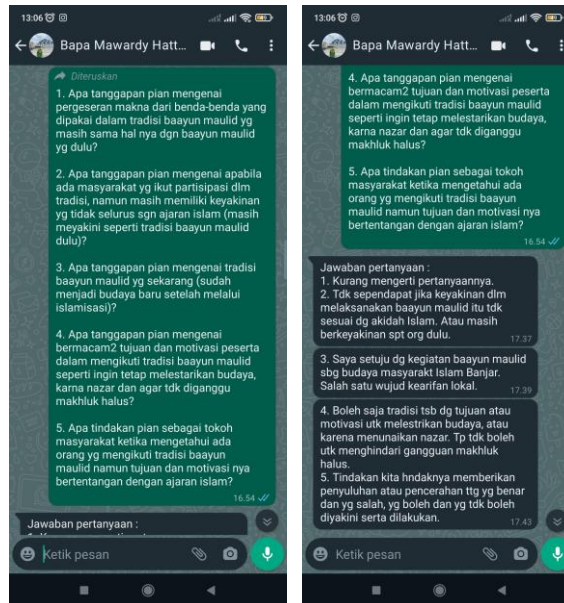 13:06
Bapa Mawardy Hatt...
Diteruskan
1. Apa tanggapan pian mengenai
pergeseran makna dari benda-benda yang
dipakai dalam tradisi baayun maulid yg
masih sama hal nya dgn baayun maulid
yg dulu?
2. Apa tanggapan pian mengenai apabila
ada masyarakat yg ikut partisipasi dlm
tradisi, namun masih memiliki keyakinan
yg tidak selurus sgn ajaran islam (masih
meyakini seperti tradisi baayun maulid
dulu)?
3. Apa tanggapan pian mengenai tradisi
baayun maulid yg sekarang (sudah
menjadi budaya baru setelah melalui
islamisasi)?
4. Apa tanggapan pian mengenai
bermacam2 tujuan dan motivasi peserta
dalam mengikuti tradisi baayun maulid
seperti ingin tetap melestarikan budaya,
karna nazar dan agar tdk diganggu
makhluk halus?
5. Apa tindakan pian sebagai tokoh
masyarakat ketika mengetahui ada
orang yg mengikuti tradisi baayun
maulid namun tujuan dan motivasi nya
bertentangan dengan ajaran islam?
16.54
Jawaban pertanyaan :
Ketik pesan
13:06
Bapa Mawardy Hatt...
4. Apa tanggapan pian mengenai
bermacam2 tujuan dan motivasi peserta
dalam mengikuti tradisi baayun maulid
seperti ingin tetap melestarikan budaya,
karna nazar dan agar tdk diganggu
makhluk halus?
5. Apa tindakan pian sebagai tokoh
masyarakat ketika mengetahui ada
orang yg mengikuti tradisi baayun
maulid namun tujuan dan motivasi nya
bertentangan dengan ajaran islam?
16.54
Jawaban pertanyaan :
1. Kurang mengerti pertanyaannya.
2. Tdk sependapat jika keyakinan dlm
melaksanakan baayun maulid itu tdk
sesuai dg akidah Islam. Atau masih
berkeyakinan spt org dulu.
17.37
3. Saya setuju dg kegiatan baayun maulid
sbg budaya masyarakt Islam Banjar.
Salah satu wujud kearifan lokal.
17.39
4. Boleh saja tradisi tsb dg tujuan atau
motivasi utk melestrikan budaya, atau
karena menunaikan nazar. Tp tdk boleh
utk menghindari gangguan makhluk
halus.
5. Tindakan kita hndaknya memberikan
penyuluhan atau pencerahan ttg yg benar
dan yg salah, yg boleh dan yg tdk boleh
diyakini serta dilakukan.
17.43
Ketik pesan